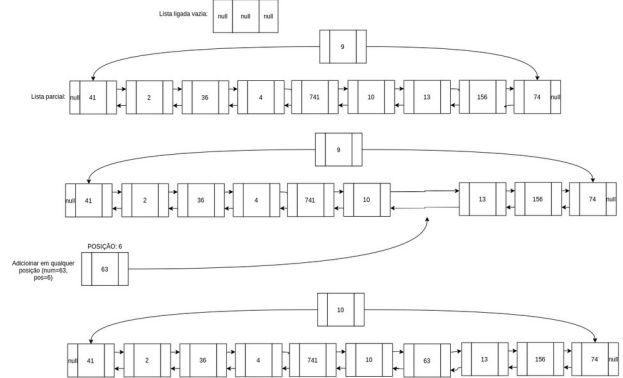 Lista ligada vazia: null null null
9
Lista parcial: null 41 2 36 4 741 10 13 156 74 null
9
null 41 2 36 4 741 10 13 156 74 null
POSIÇÃO: 6
Adicionar em qualquer
posição (num=63,
pos=6)
63
10
null 41 2 36 4 741 10 63 13 156 74 null